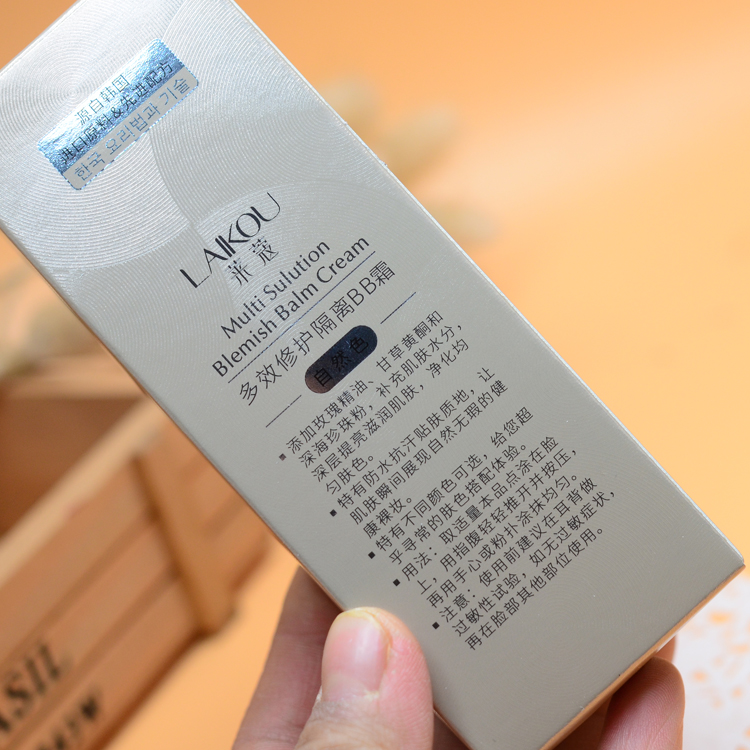 源自韩国
进口原料&先进配方
한국 요리법과 기술
LAIKOU
莱蔻
Multi Sulution
Blemish Balm Cream
多效修护隔离BB霜
自然色
▪添加玫瑰精油、甘草黄酮和
深海珍珠粉，补充肌肤水分，
深层提亮滋润肌肤，净化均
匀肤色。
▪特有防水抗汗贴肤质地，让
肌肤瞬间展现自然无瑕的健
康裸妆。
▪特有不同颜色可选，给您超
乎寻常的肤色搭配体验。
▪用法：取适量本品点涂在脸
上，用指腹轻轻推开并按压，
再用手心或粉扑涂抹均匀。
▪注意：使用前建议在耳背做
过敏性试验，如无过敏症状，
再在脸部其他部位使用。